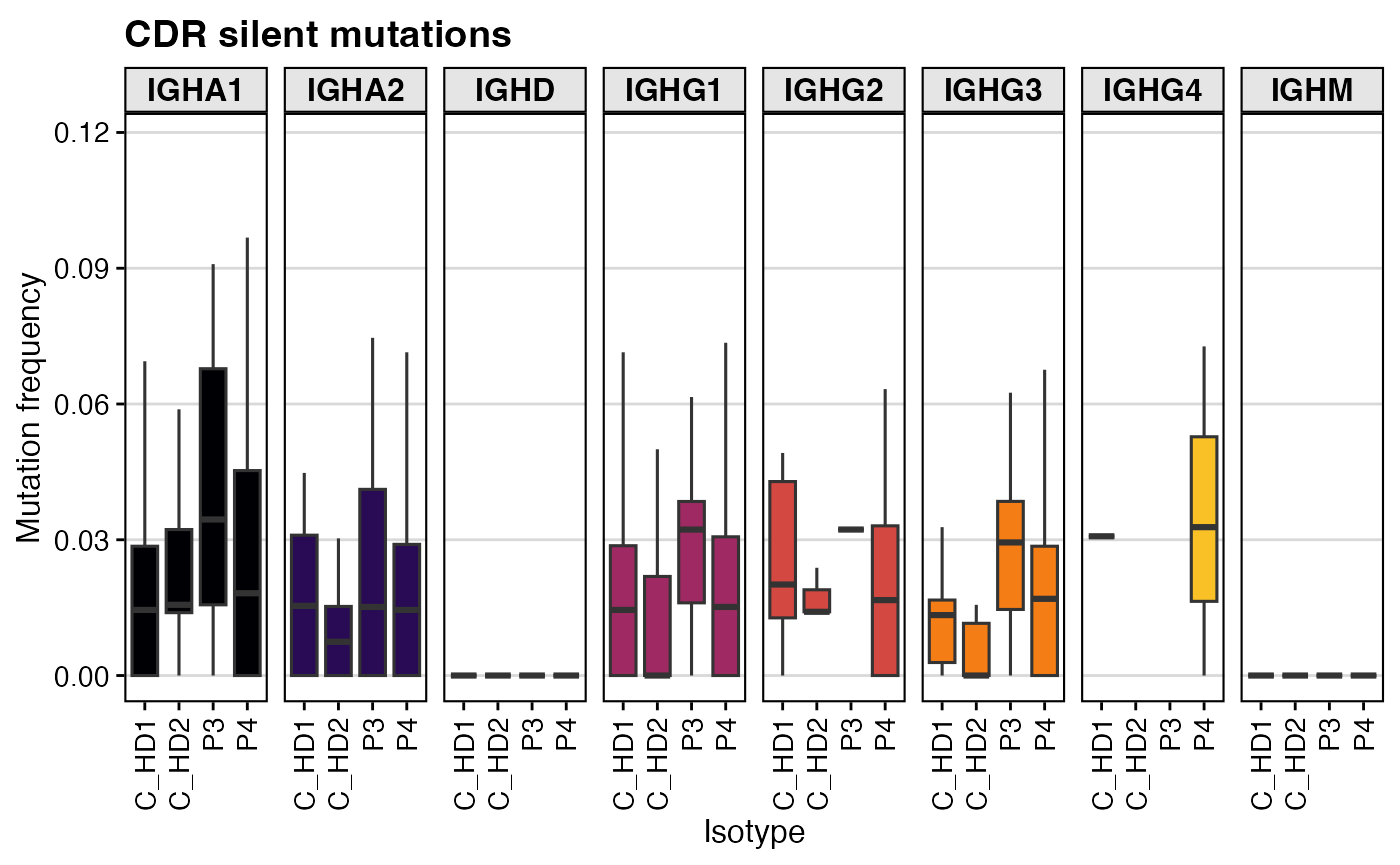 CDR silent mutations
IGHA1 IGHA2 IGHD IGHG1 IGHG2 IGHG3 IGHG4 IGHM
Mutation frequency
0.12
0.09
0.06
0.03
0.00
C_HD1 C_HD2 P3 P4 C_HD1 C_HD2 P3 P4 C_HD1 C_HD2 P3 P4 C_HD1 C_HD2 P3 P4 C_HD1 C_HD2 P3 P4 C_HD1 C_HD2 P3 P4 C_HD1 C_HD2 P3 P4 C_HD1 C_HD2 P3 P4
Isotype